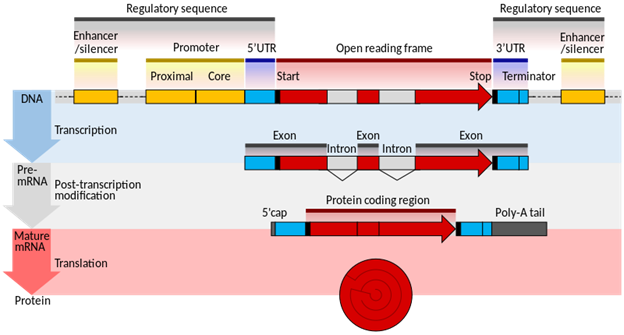 Regulatory sequence
Regulatory sequence
Enhancer
/silencer
Promoter
5'UTR
Open reading frame
3'UTR
Enhancer
/silencer
Proximal
Core
Start
Stop
Terminator
DNA
Transcription
Exon
Exon
Exon
Intron
Intron
Pre-
mRNA
Post-transcription
modification
Protein coding region
5'cap
Poly-A tail
Mature
mRNA
Translation
Protein